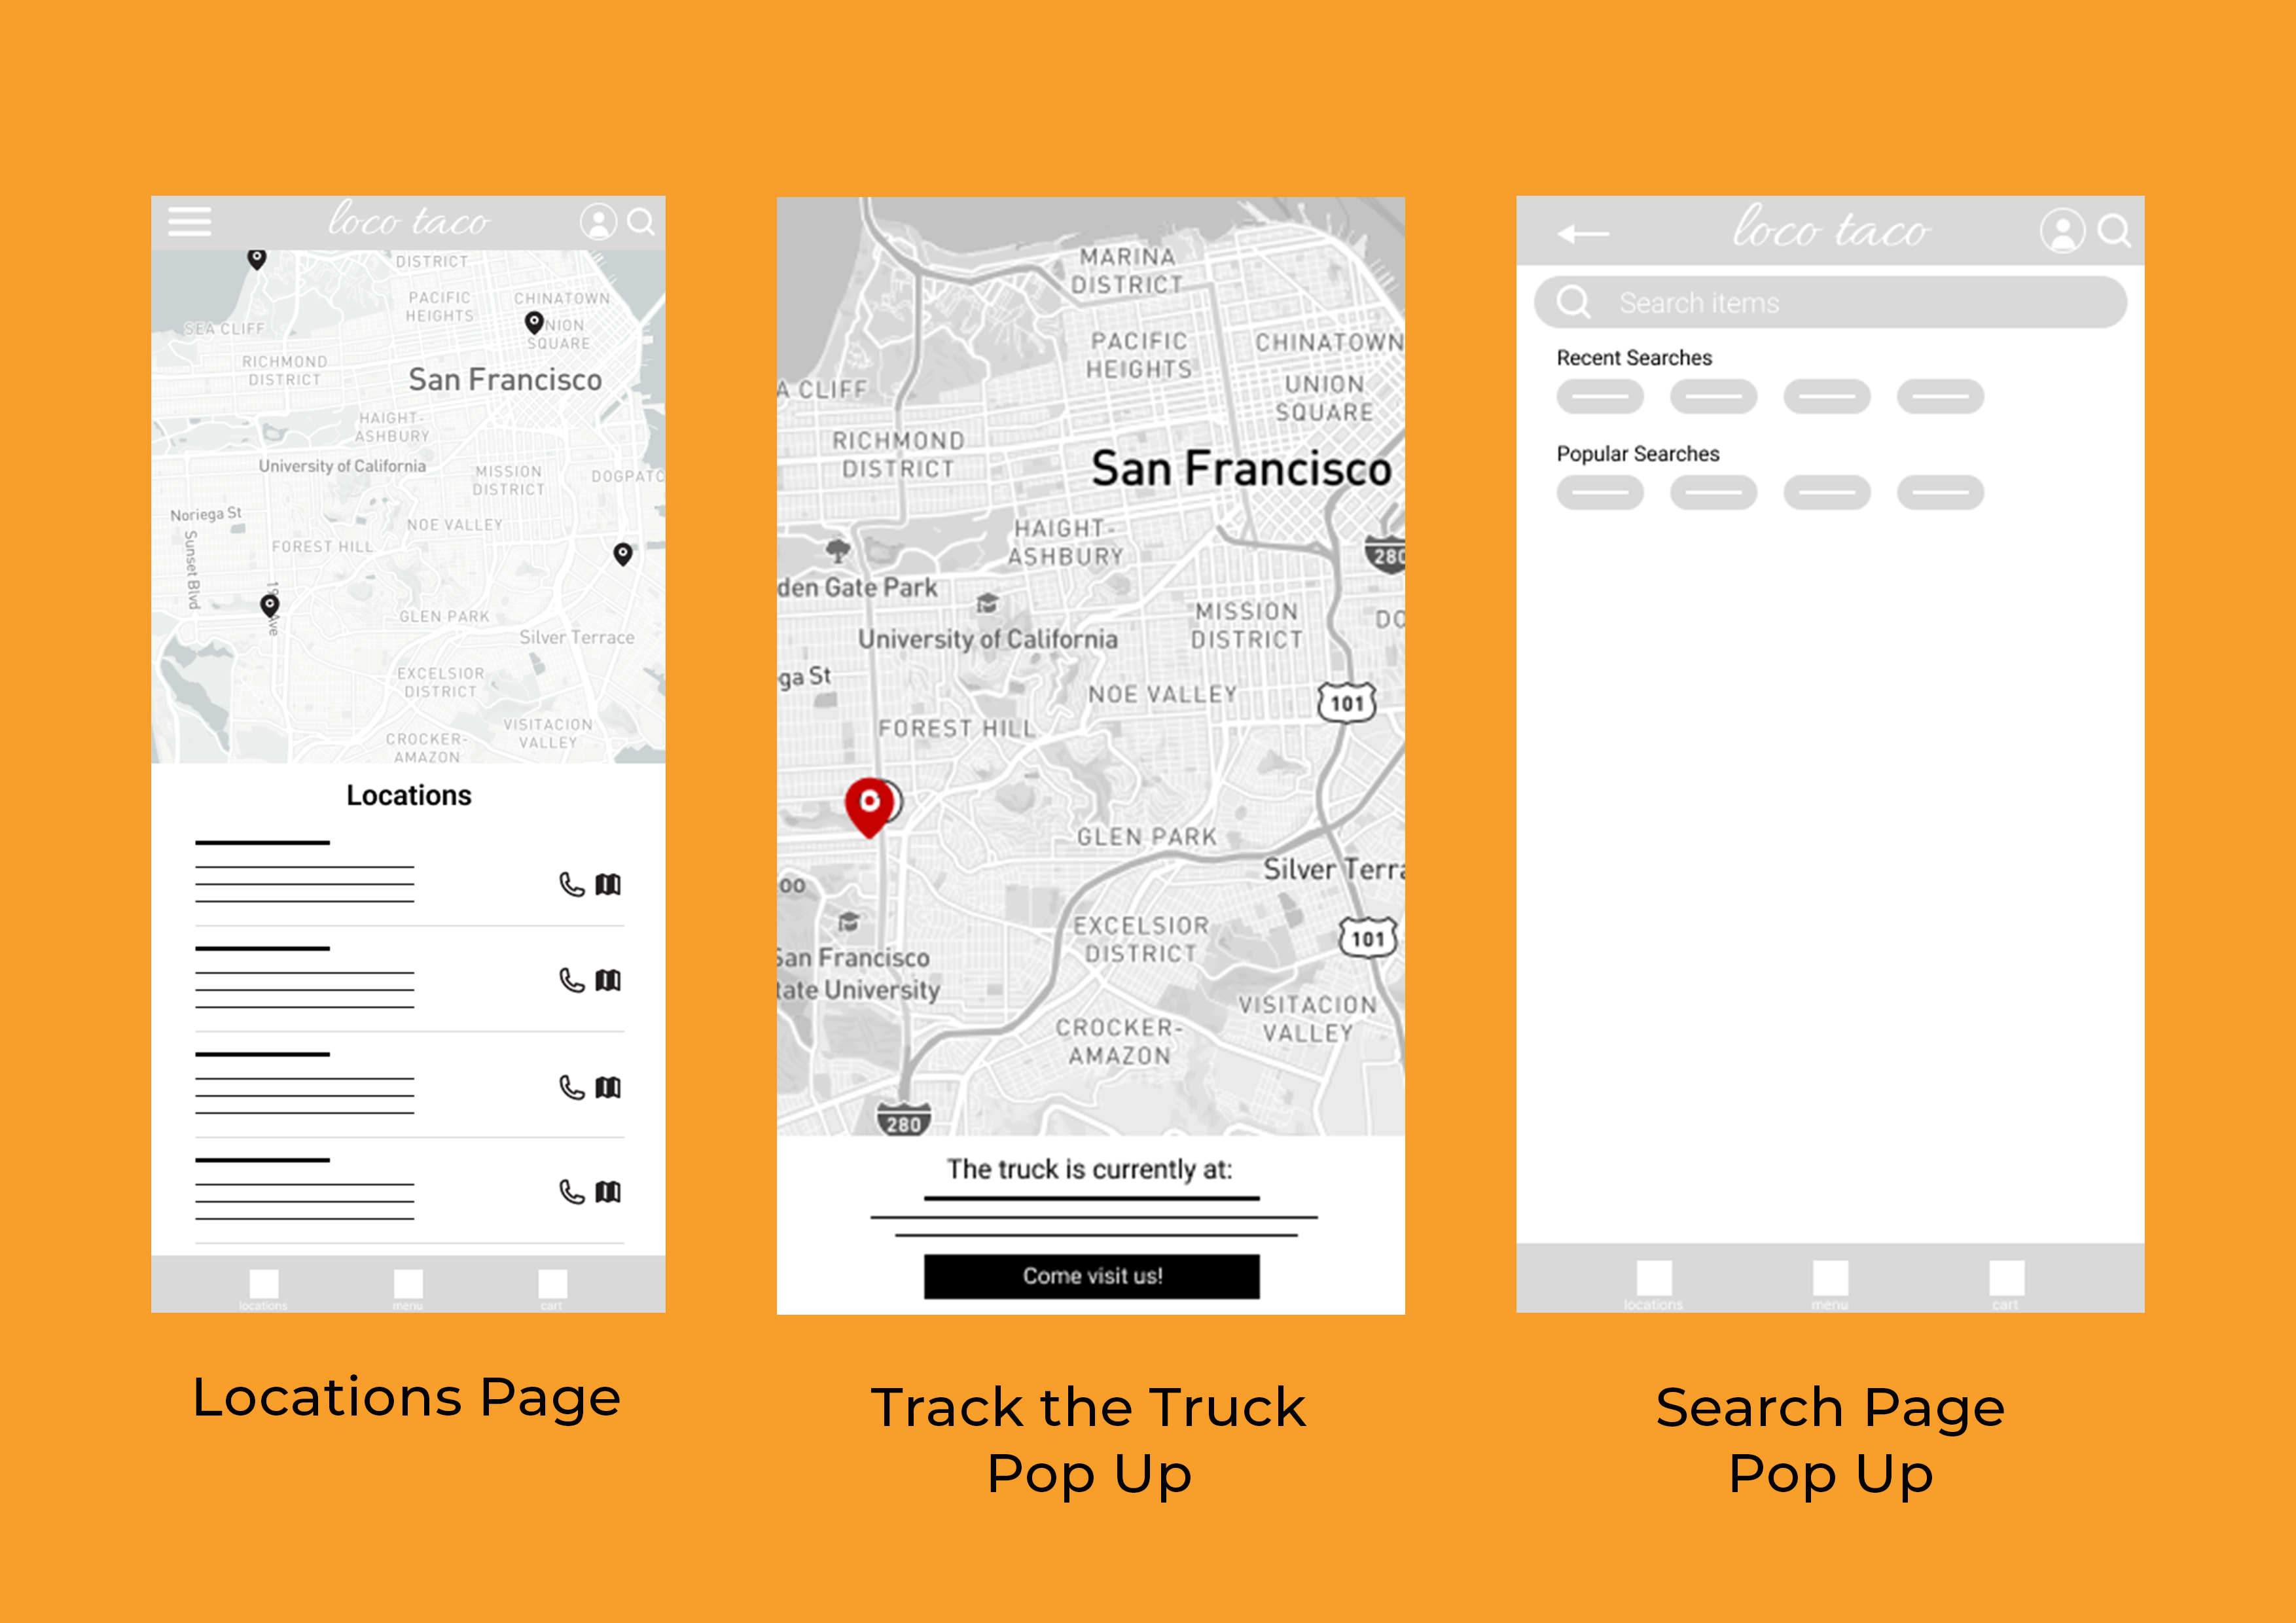 loco taco
DISTRICT
PACIFIC
HEIGHTS
CHINATOWN
NION
SQUARE
SEA CLIFF
RICHMOND
DISTRICT
San Francisco
HAIGHT-
ASHBURY
University of California
MISSION
DISTRICT
DOGPATC
Noriega St
NOE VALLEY
Sunset Blvd
FOREST HILL
19
Ave
GLEN PARK
Silver Terrace
EXCELSIOR
DISTRICT
VISITACION
VALLEY
CROCKER-
AMAZON
Locations
locations
menu
cart
Locations Page
MARINA
DISTRICT
PACIFIC
HEIGHTS
CHINATOWN
A CLIFF
UNION
SQUARE
RICHMOND
DISTRICT
San Francisco
HAIGHT-
ASHBURY
280
den Gate Park
MISSION
DISTRICT
DO
University of California
ga St
NOE VALLEY
101
FOREST HILL
GLEN PARK
Silver Terra
oo
EXCELSIOR
DISTRICT
101
San Francisco
tate University
VISITACION
VALLEY
CROCKER-
AMAZON
280
The truck is currently at:
Come visit us!
Track the Truck
Pop Up
loco taco
Search items
Recent Searches
Popular Searches
locations
menu
cart
Search Page
Pop Up